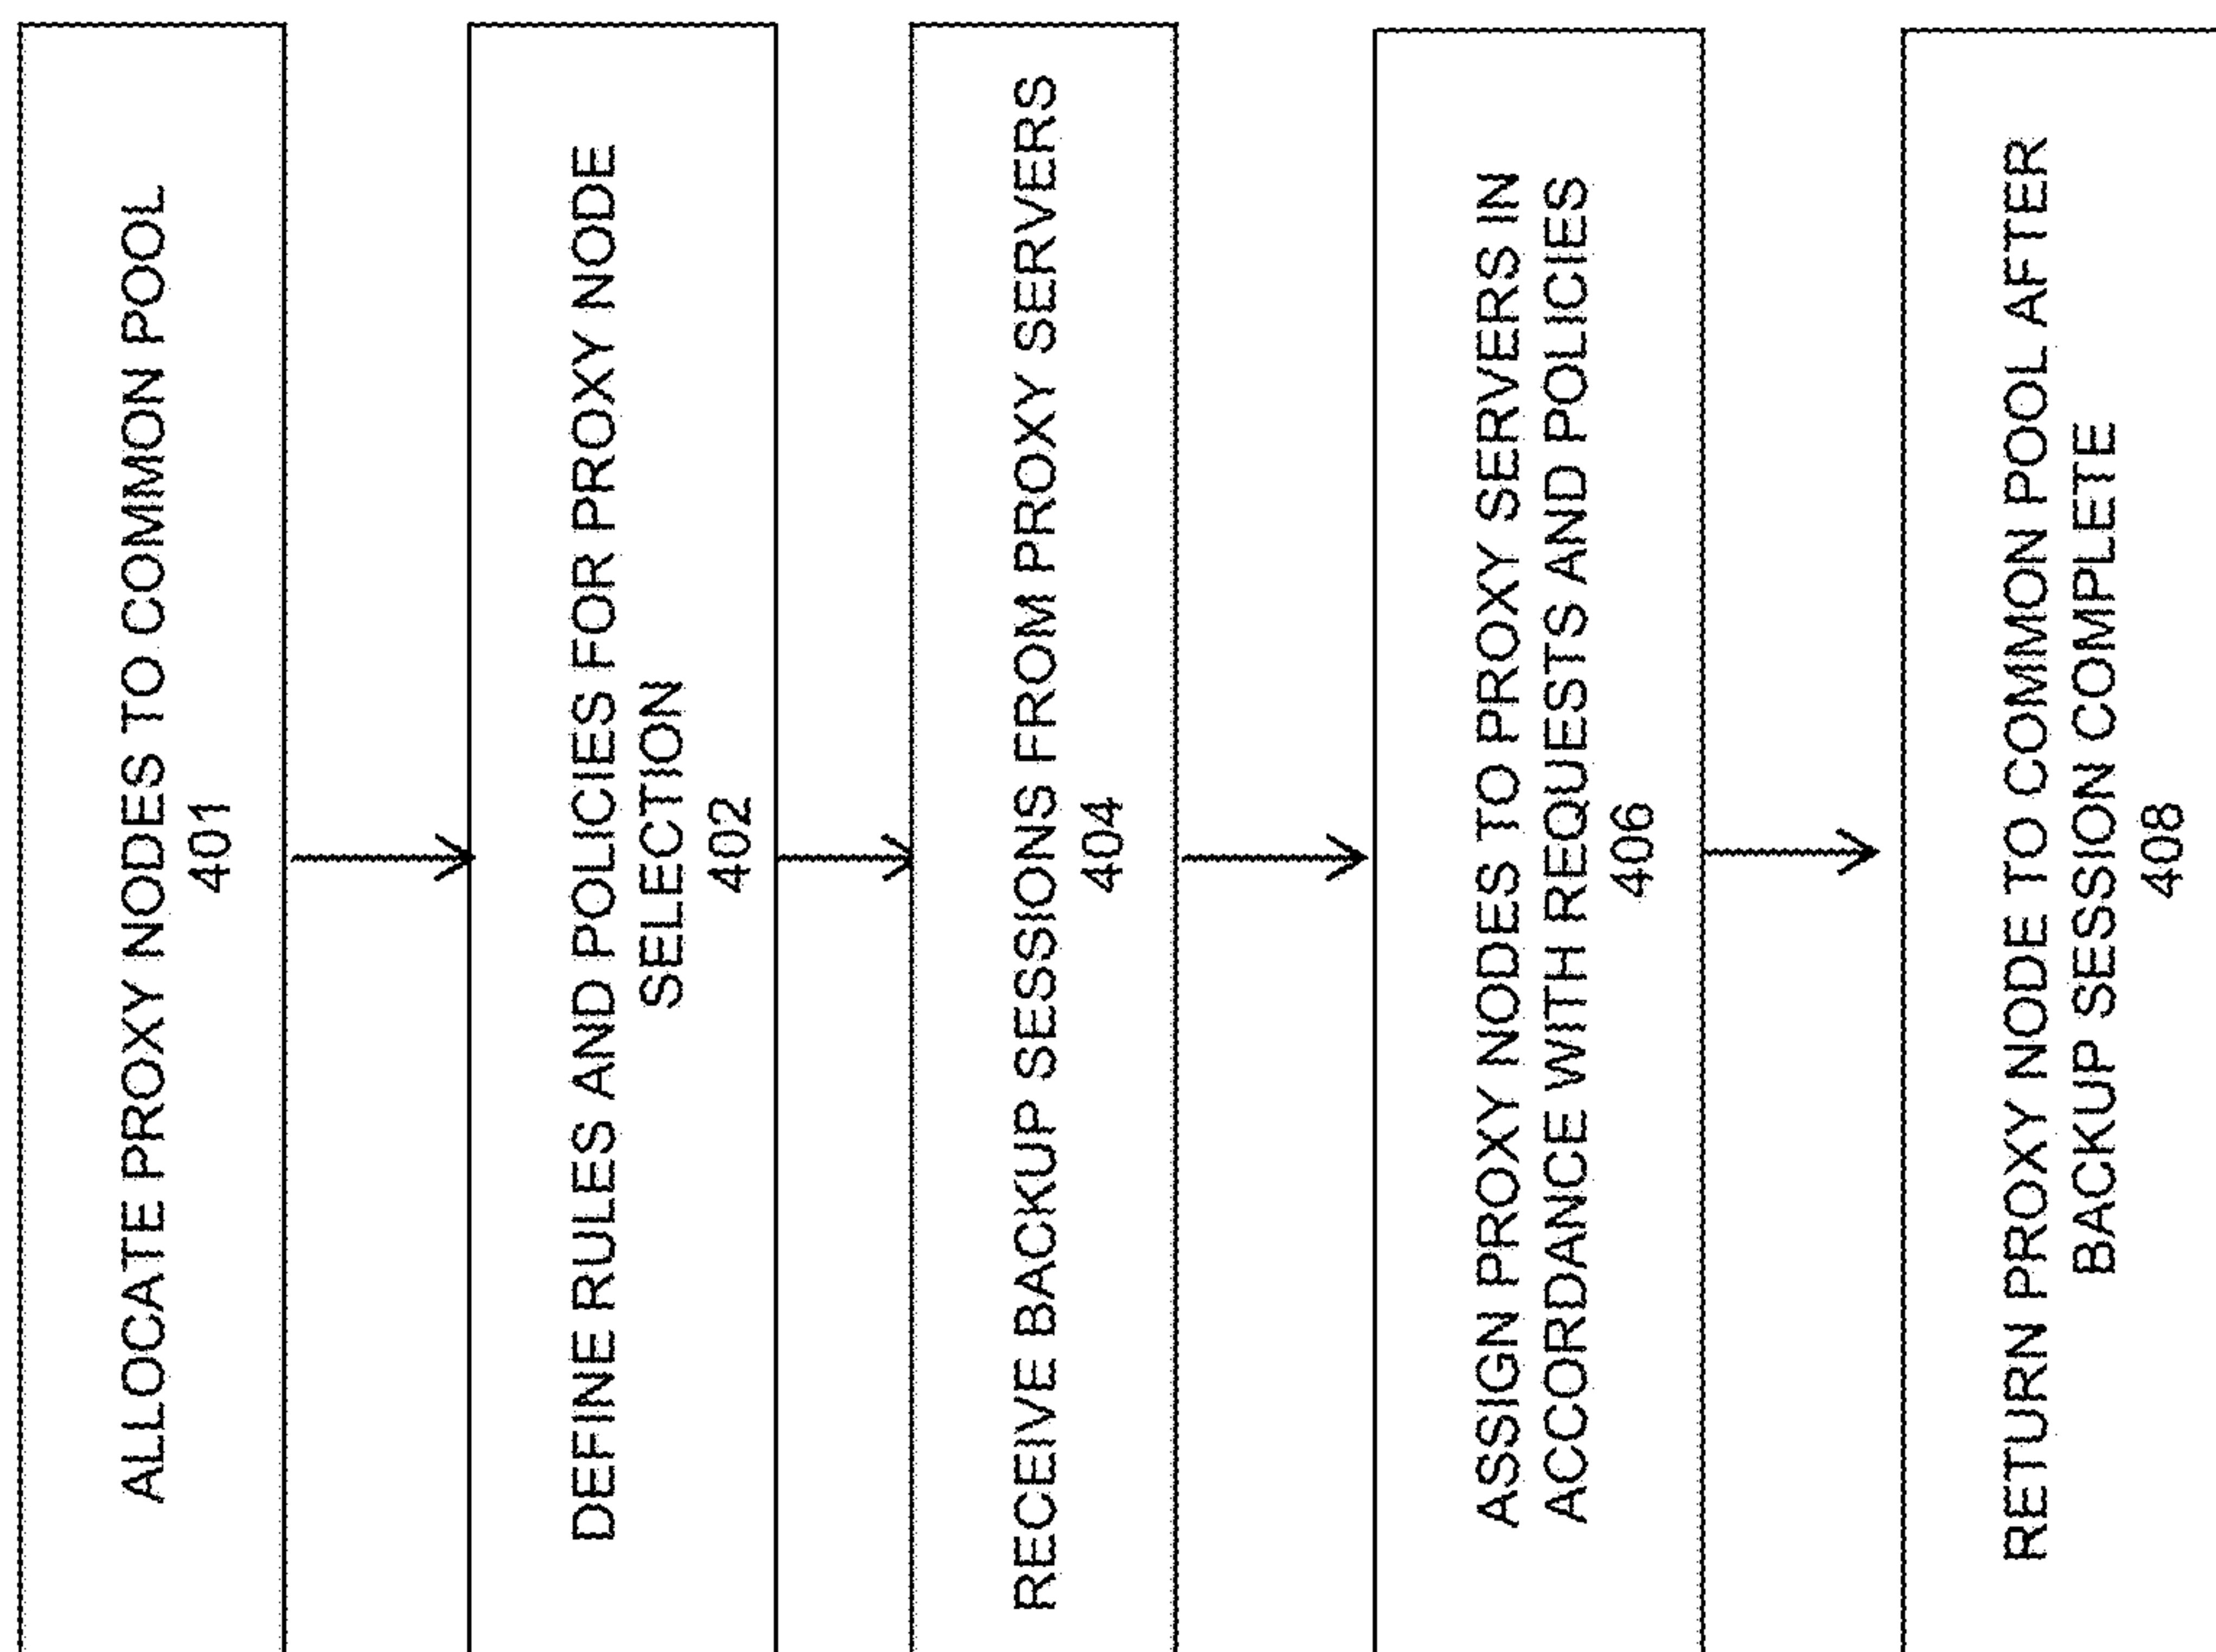 ALLOCATE PROXY NODES TO COMMON POOL
401
DEFINE RULES AND POLICIES FOR PROXY NODE
SELECTION
402
RECEIVE BACKUP SESSIONS FROM PROXY SERVERS
404
ASSIGN PROXY NODES TO PROXY SERVERS IN
ACCORDANCE WITH REQUESTS AND POLICIES
406
RETURN PROXY NODE TO COMMON POOL AFTER
BACKUP SESSION COMPLETE
408